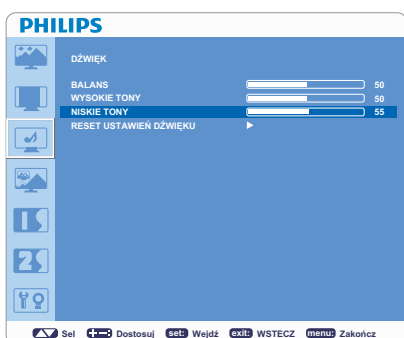 PHILIPS
DŹWIĘK
BALANS 50
WYSOKIE TONY 50
NISKIE TONY 55
RESET USTAWIEŃ DŹWIĘKU
Sel Dostosuj set: Wejdź exit: WSTECZ menu: Zakończ